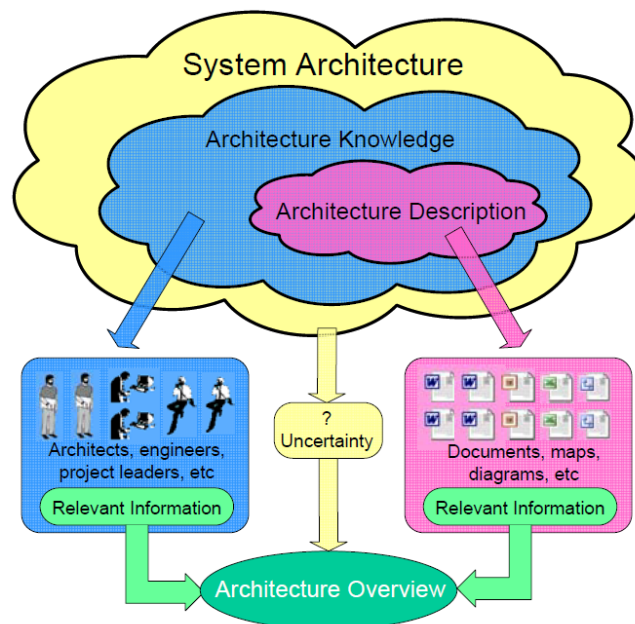 System Architecture
Architecture Knowledge
Architecture Description
?
Uncertainty
Architects, engineers,
project leaders, etc
Relevant Information
W W
W W
Documents, maps,
diagrams, etc
Relevant Information
Architecture Overview